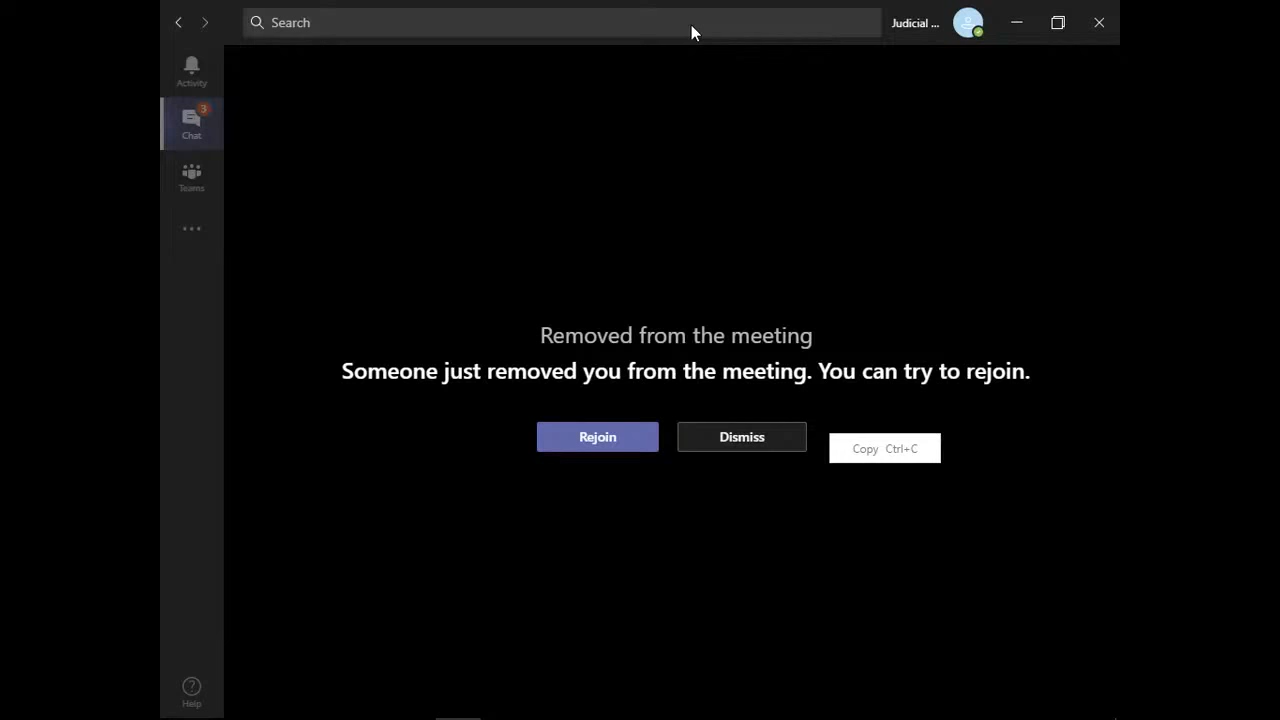 Search
Judicial ...
Activity
3
Chat
Teams
Removed from the meeting
Someone just removed you from the meeting. You can try to rejoin.
Rejoin
Dismiss
Copy Ctrl+C
?
Help